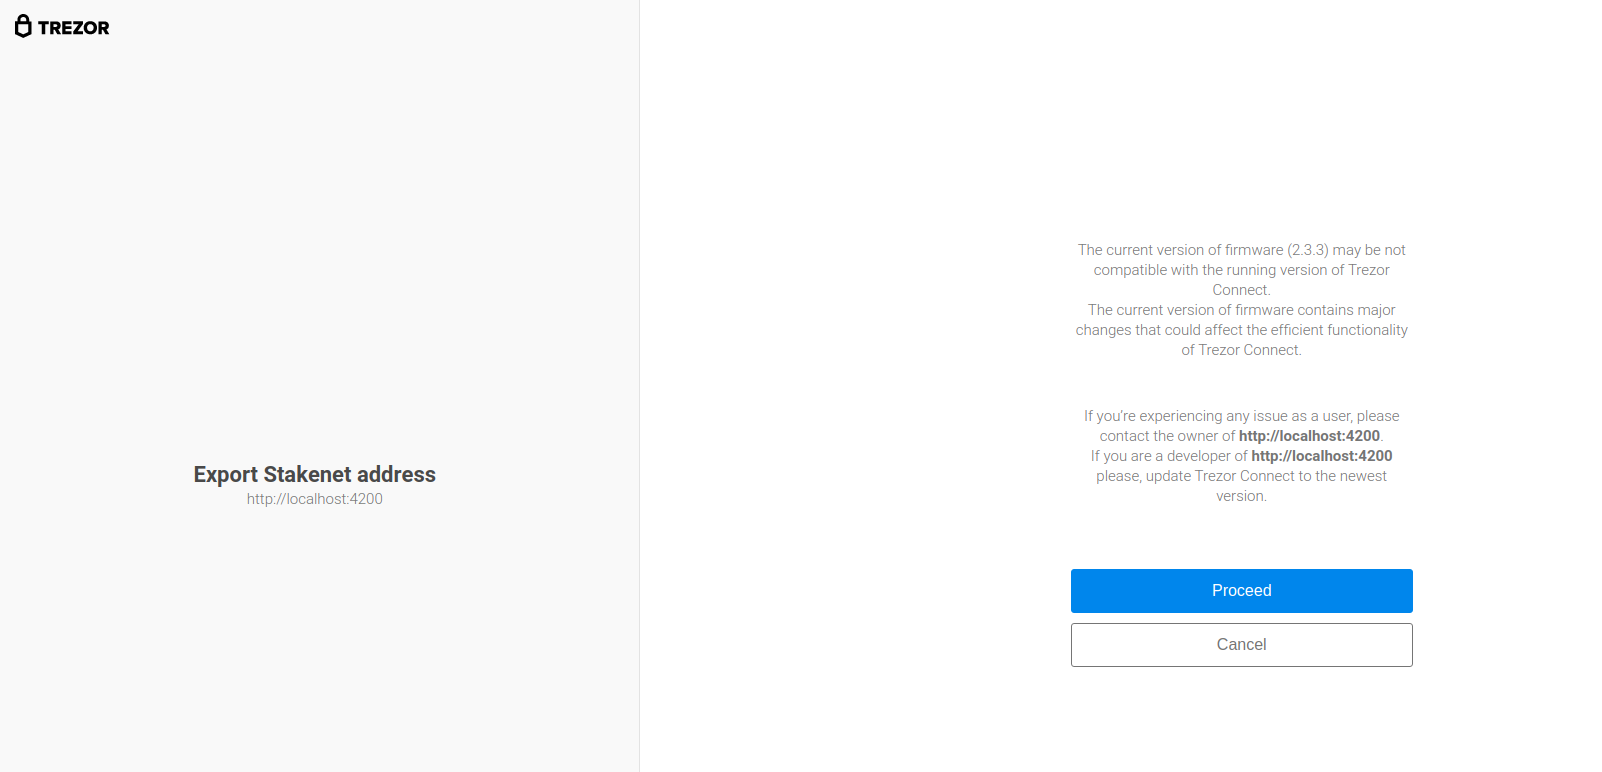 TREZOR
Export Stakenet address
http://localhost:4200
The current version of firmware (2.3.3) may be not
compatible with the running version of Trezor
Connect.
The current version of firmware contains major
changes that could affect the efficient functionality
of Trezor Connect.
If you’re experiencing any issue as a user, please
contact the owner of http://localhost:4200.
If you are a developer of http://localhost:4200
please, update Trezor Connect to the newest
version.
Proceed
Cancel